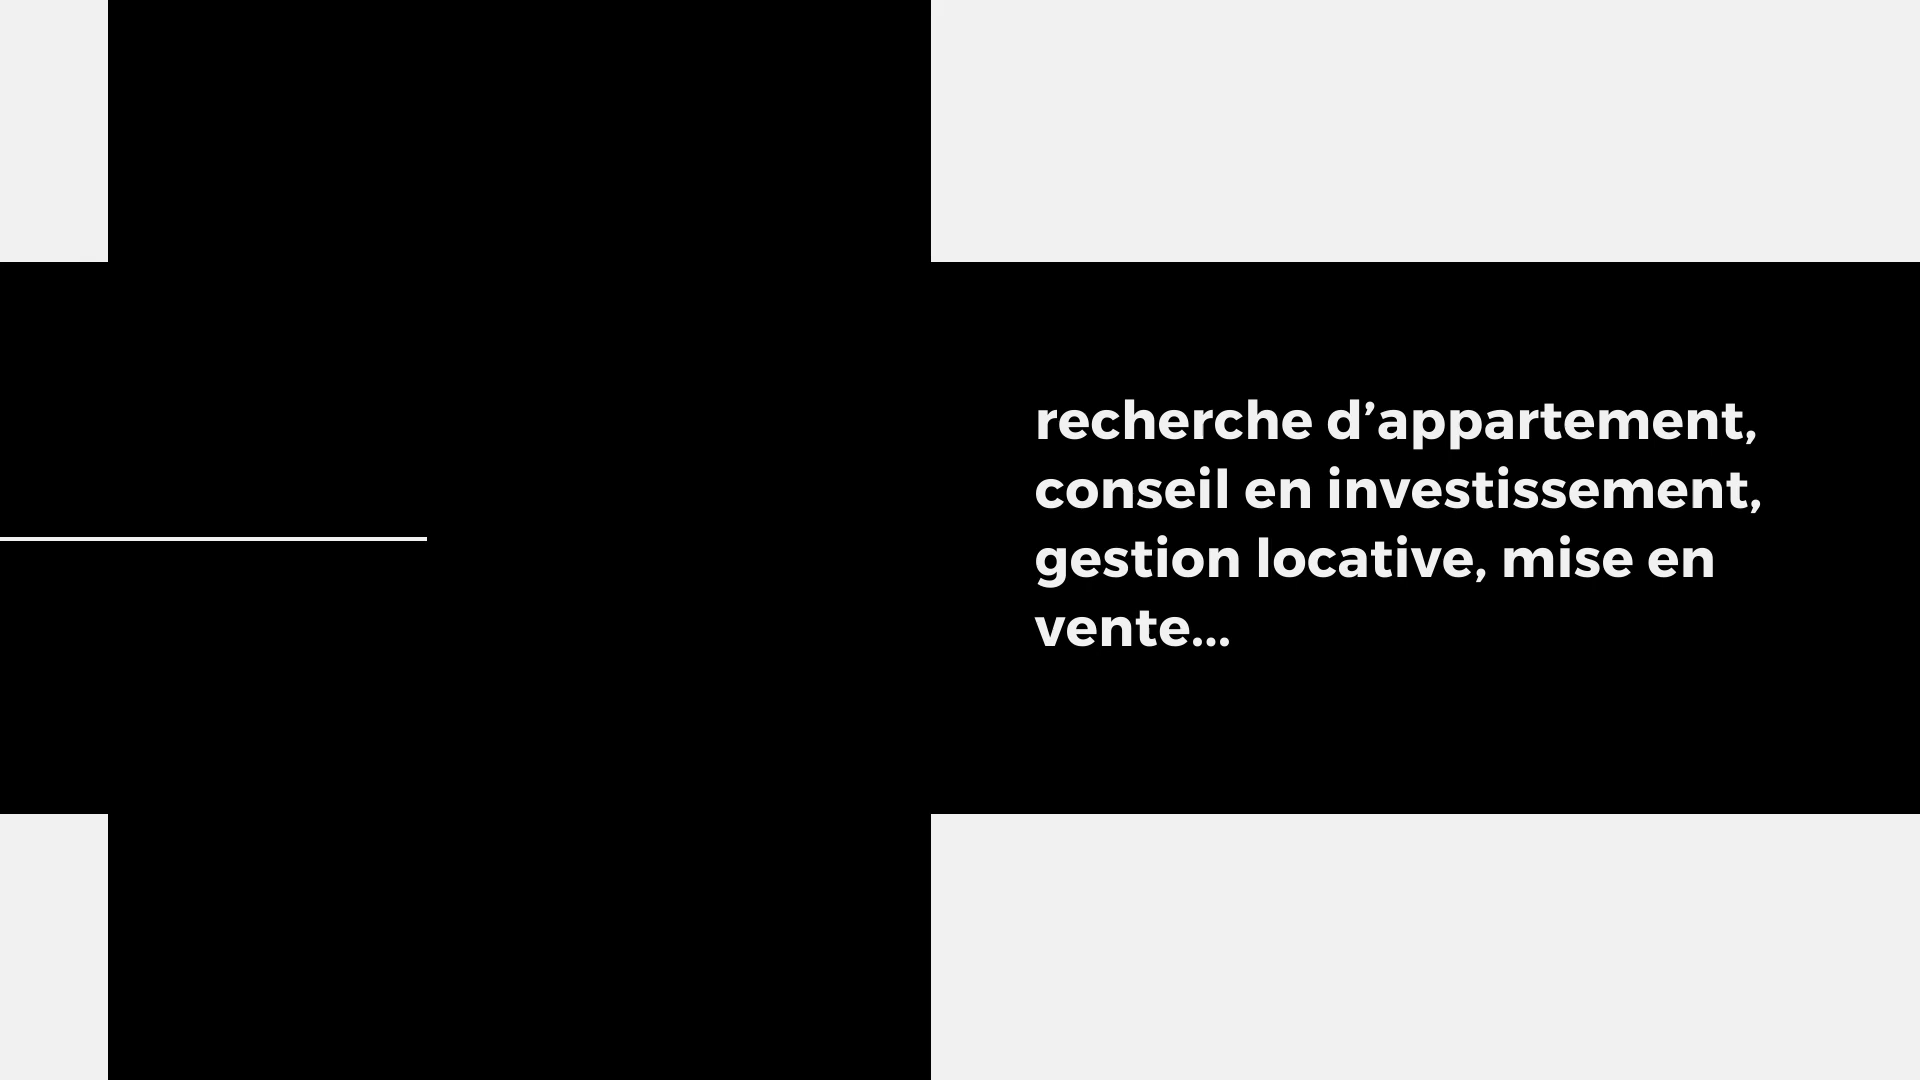 recherche d’appartement,
conseil en investissement,
gestion locative, mise en
vente...